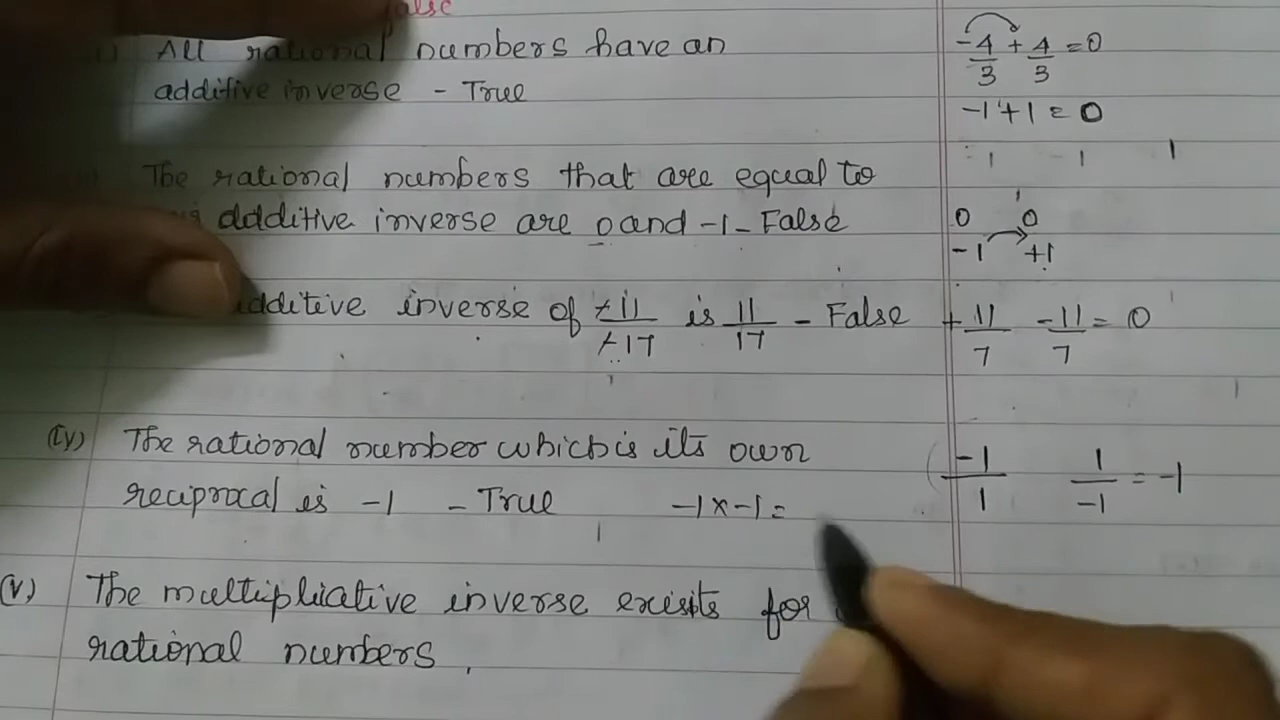 alse
All rational numbers have an
additive inverse - True
-4/3 + 4/3 = 0
-1+1 = 0
The rational numbers that are equal to
additive inverse are 0 and -1 - False
0 0
-1 +1
additive inverse of -11/-17 is 11/17 - False
+ 11/7 -11/7 = 0
(iv) The rational number which is its own
reciprocal is -1 - True -1 x -1 =
-1/1 1/-1 = -1
(v) The multipliative inverse exisits for
rational numbers.